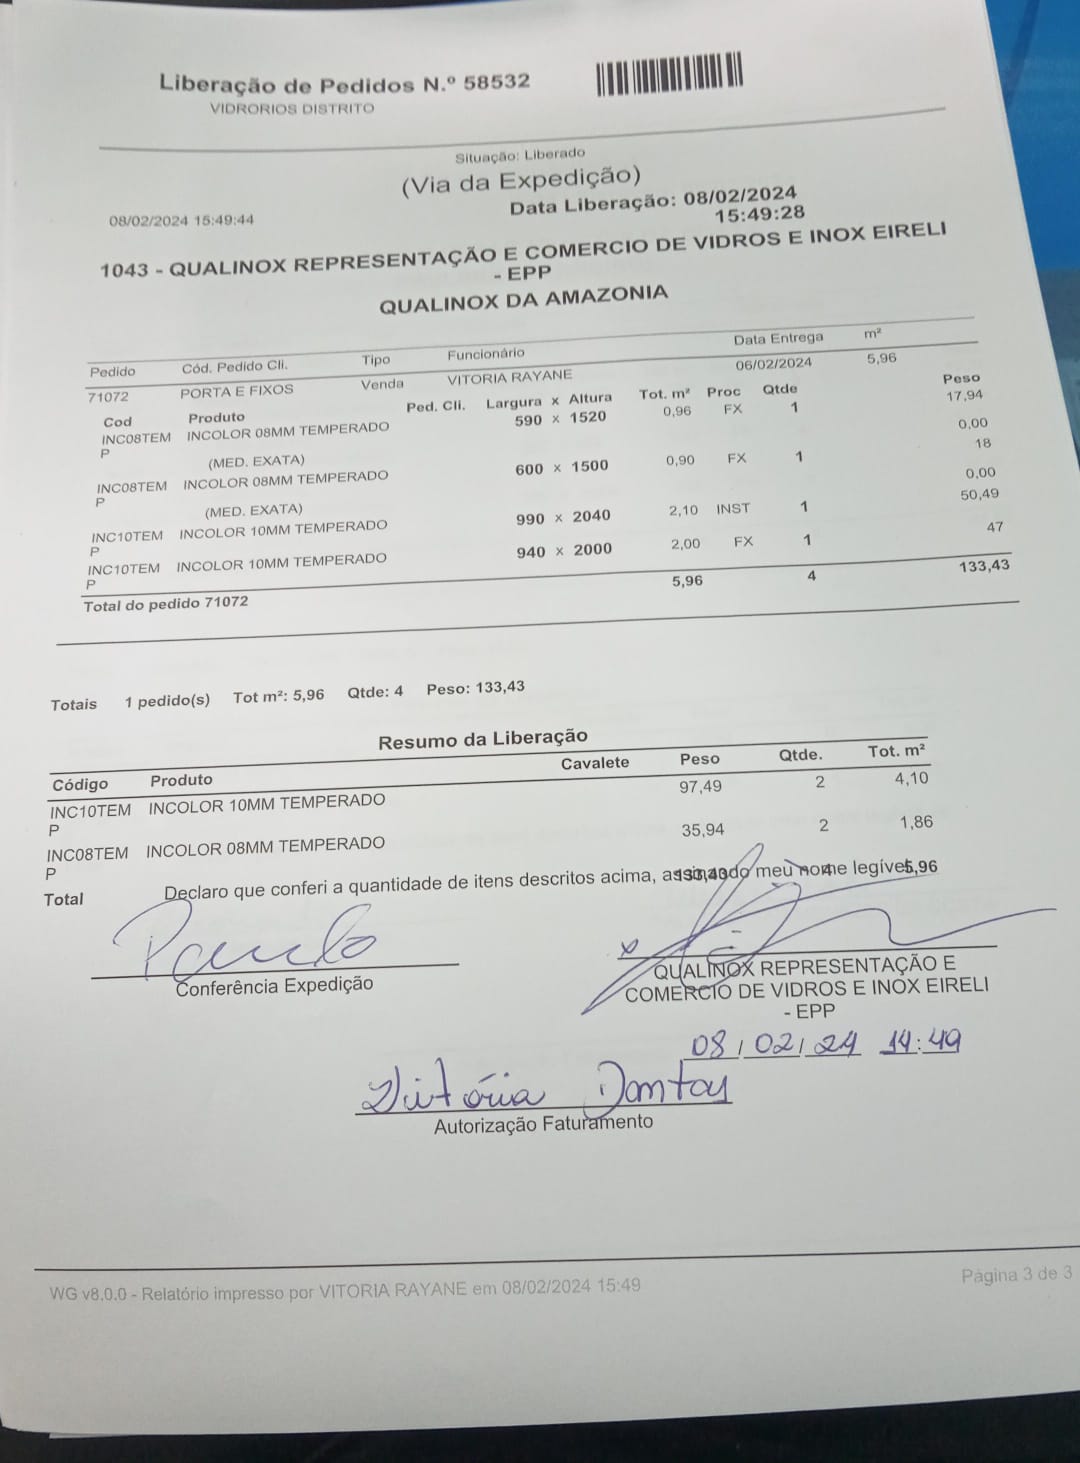 Liberação de Pedidos N.º 58532
VIDRORIOS DISTRITO
Situação: Liberado
(Via da Expedição)
08/02/2024 15:49:44
Data Liberação: 08/02/2024
15:49:28
1043 - QUALINOX REPRESENTAÇÃO E COMERCIO DE VIDROS E INOX EIRELI
- EPP
QUALINOX DA AMAZONIA
Pedido Cód. Pedido Cli. Tipo Funcionário Data Entrega m²
71072 PORTA E FIXOS Venda VITORIA RAYANE 06/02/2024 5,96
Cod Produto Ped. Cli. Largura x Altura Tot. m² Proc Qtde Peso
INC08TEM INCOLOR 08MM TEMPERADO 590 x 1520 0,96 FX 1 17,94
P
(MED. EXATA) 0,00
INC08TEM INCOLOR 08MM TEMPERADO 600 x 1500 0,90 FX 1 18
P
(MED. EXATA) 0,00
INC10TEM INCOLOR 10MM TEMPERADO 990 x 2040 2,10 INST 1 50,49
P
INC10TEM INCOLOR 10MM TEMPERADO 940 x 2000 2,00 FX 1 47
P
Total do pedido 71072 5,96 4 133,43
Totais 1 pedido(s) Tot m²: 5,96 Qtde: 4 Peso: 133,43
Resumo da Liberação
Código Produto Cavalete Peso Qtde. Tot. m²
INC10TEM INCOLOR 10MM TEMPERADO 97,49 2 4,10
P
INC08TEM INCOLOR 08MM TEMPERADO 35,94 2 1,86
P
Total 133,43 4 5,96
Declaro que conferi a quantidade de itens descritos acima, assinando meu nome legível.
Paulo
Conferência Expedição
x
QUALINOX REPRESENTAÇÃO E
COMERCIO DE VIDROS E INOX EIRELI
- EPP
08/02/24 14:49
Vitória Dantas
Autorização Faturamento
WG v8.0.0 - Relatório impresso por VITORIA RAYANE em 08/02/2024 15:49
Página 3 de 3